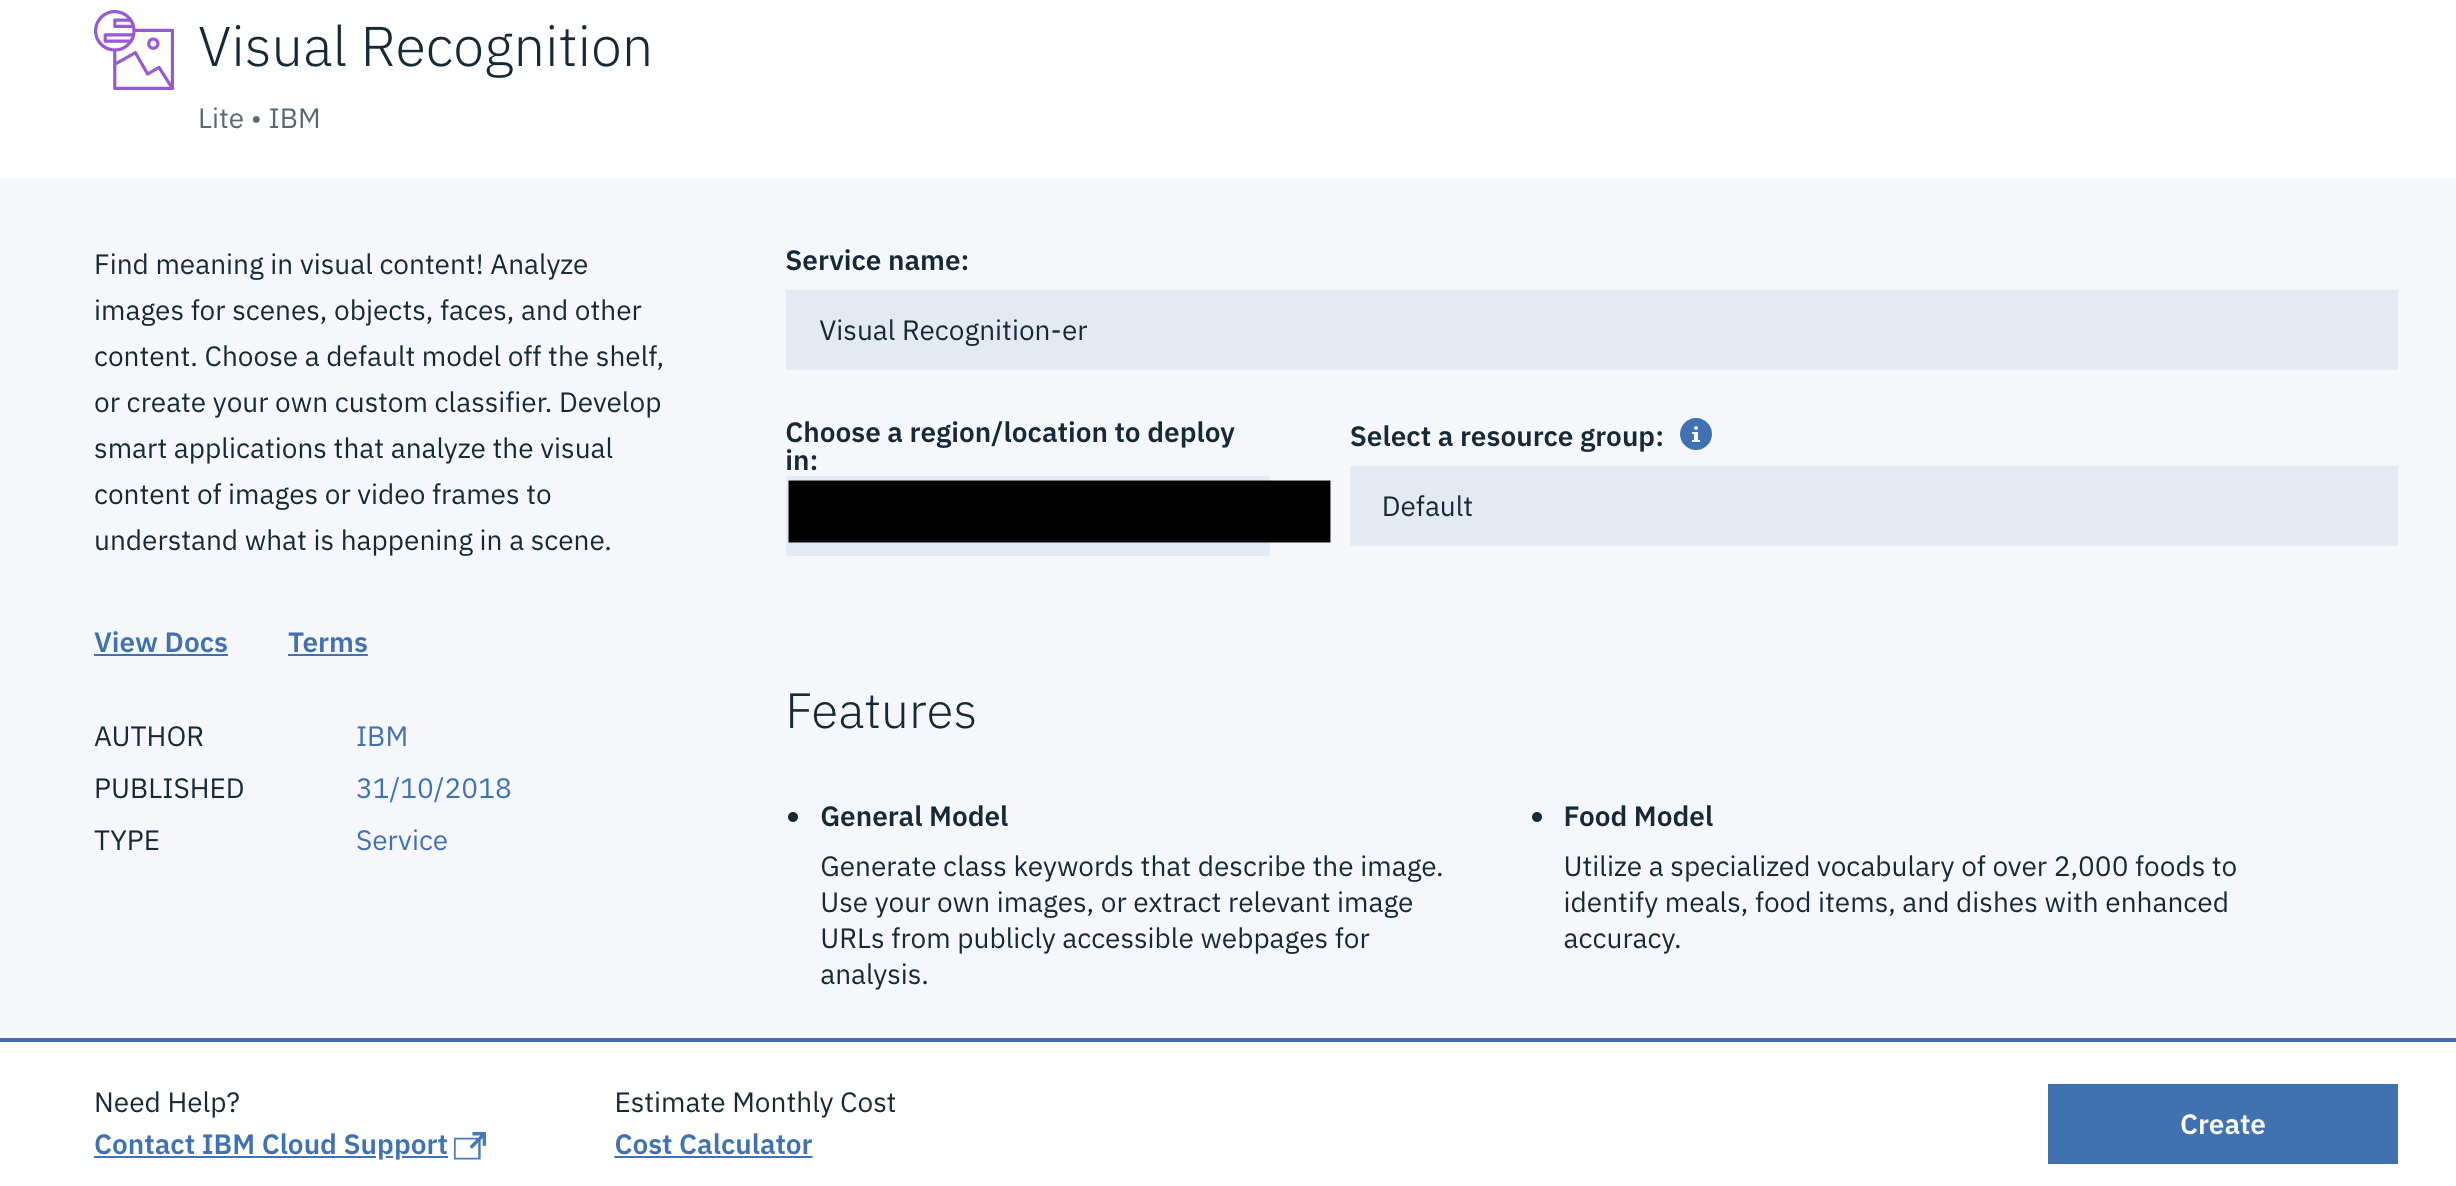 Visual Recognition
Lite • IBM
Find meaning in visual content! Analyze
images for scenes, objects, faces, and other
content. Choose a default model off the shelf,
or create your own custom classifier. Develop
smart applications that analyze the visual
content of images or video frames to
understand what is happening in a scene.
View Docs
Terms
AUTHOR IBM
PUBLISHED 31/10/2018
TYPE Service
Service name:
Visual Recognition-er
Choose a region/location to deploy
in:
Select a resource group:
Default
Features
• General Model
Generate class keywords that describe the image.
Use your own images, or extract relevant image
URLs from publicly accessible webpages for
analysis.
• Food Model
Utilize a specialized vocabulary of over 2,000 foods to
identify meals, food items, and dishes with enhanced
accuracy.
Need Help?
Contact IBM Cloud Support
Estimate Monthly Cost
Cost Calculator
Create